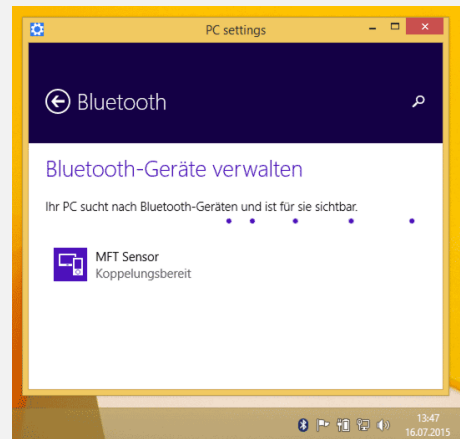 PC settings
Bluetooth
Bluetooth-Geräte verwalten
Ihr PC sucht nach Bluetooth-Geräten und ist für sie sichtbar.
MFT Sensor
Koppelungsbereit
13:47
16.07.2015